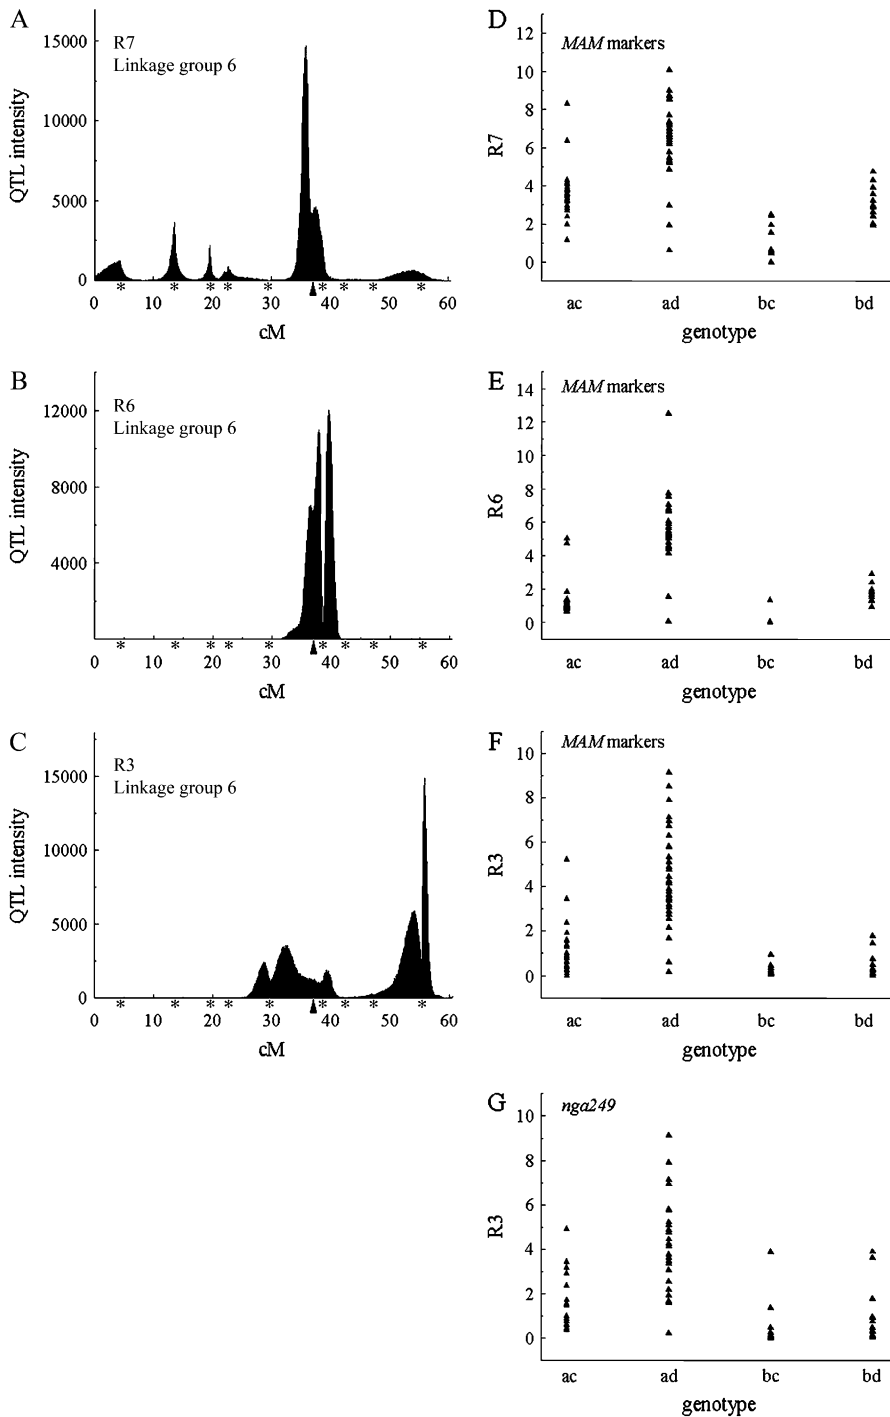 A
R7
Linkage group 6
QTL intensity
15000
10000
5000
0
* * * * * * * * *
0 10 20 30 40 50 60
cM
D
MAM markers
R7
12
10
8
6
4
2
0
ac ad bc bd
genotype
B
R6
Linkage group 6
QTL intensity
12000
8000
4000
* * * * * * * * *
0 10 20 30 40 50 60
cM
E
MAM markers
R6
14
12
10
8
6
4
2
0
ac ad bc bd
genotype
C
R3
Linkage group 6
QTL intensity
15000
10000
5000
0
* * * * * * * * *
0 10 20 30 40 50 60
cM
F
MAM markers
R3
10
8
6
4
2
0
ac ad bc bd
genotype
G
nga249
R3
10
8
6
4
2
0
ac ad bc bd
genotype